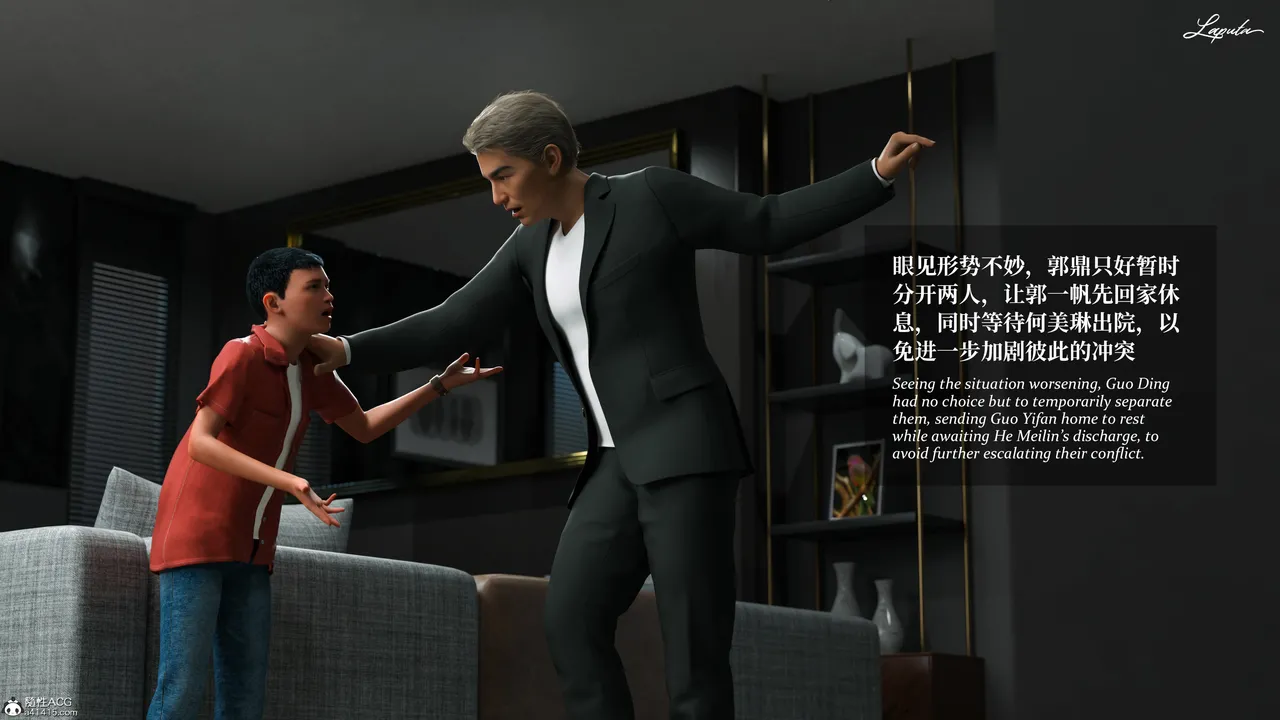 Laputa
眼见形势不妙，郭鼎只好暂时
分开两人，让郭一帆先回家休
息，同时等待何美琳出院，以
免进一步加剧彼此的冲突
Seeing the situation worsening, Guo Ding
had no choice but to temporarily separate
them, sending Guo Yifan home to rest
while awaiting He Meilin's discharge, to
avoid further escalating their conflict.
隨性ACG
i41415.com